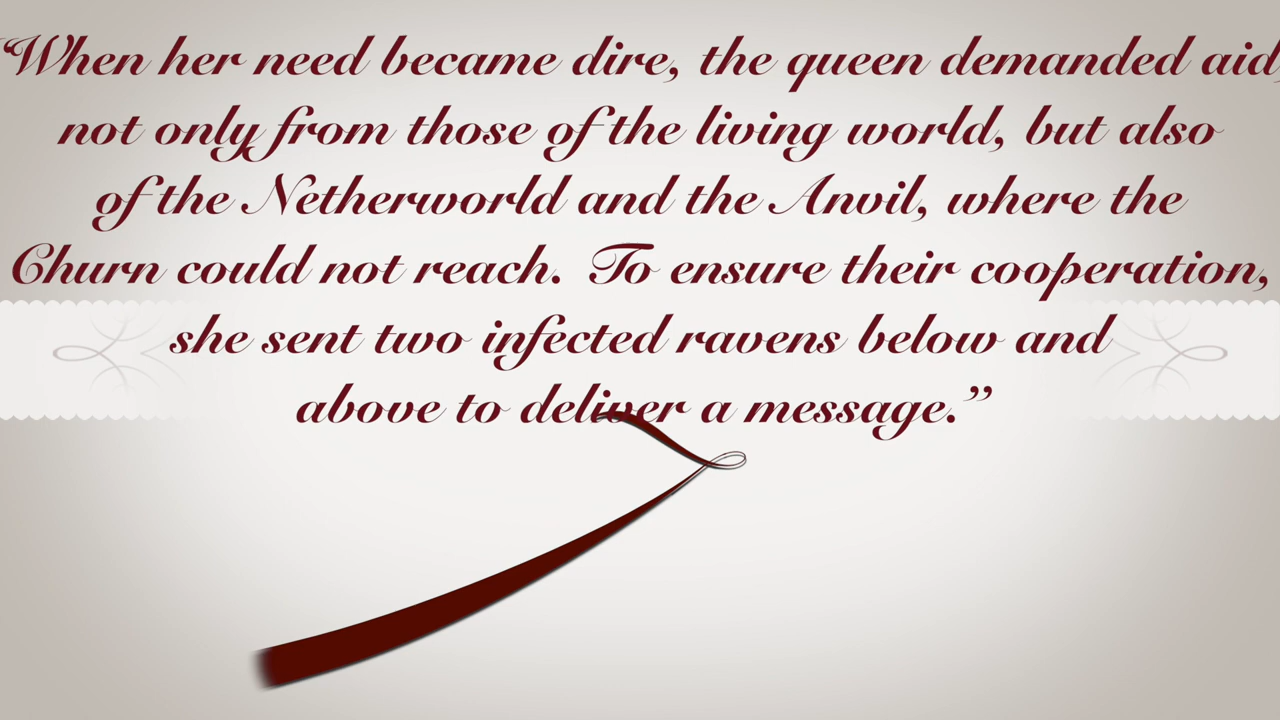 “When her need became dire, the queen demanded aid,
not only from those of the living world, but also
of the Netherworld and the Anvil, where the
Churn could not reach.  To ensure their cooperation,
she sent two infected ravens below and
above to deliver a message.”